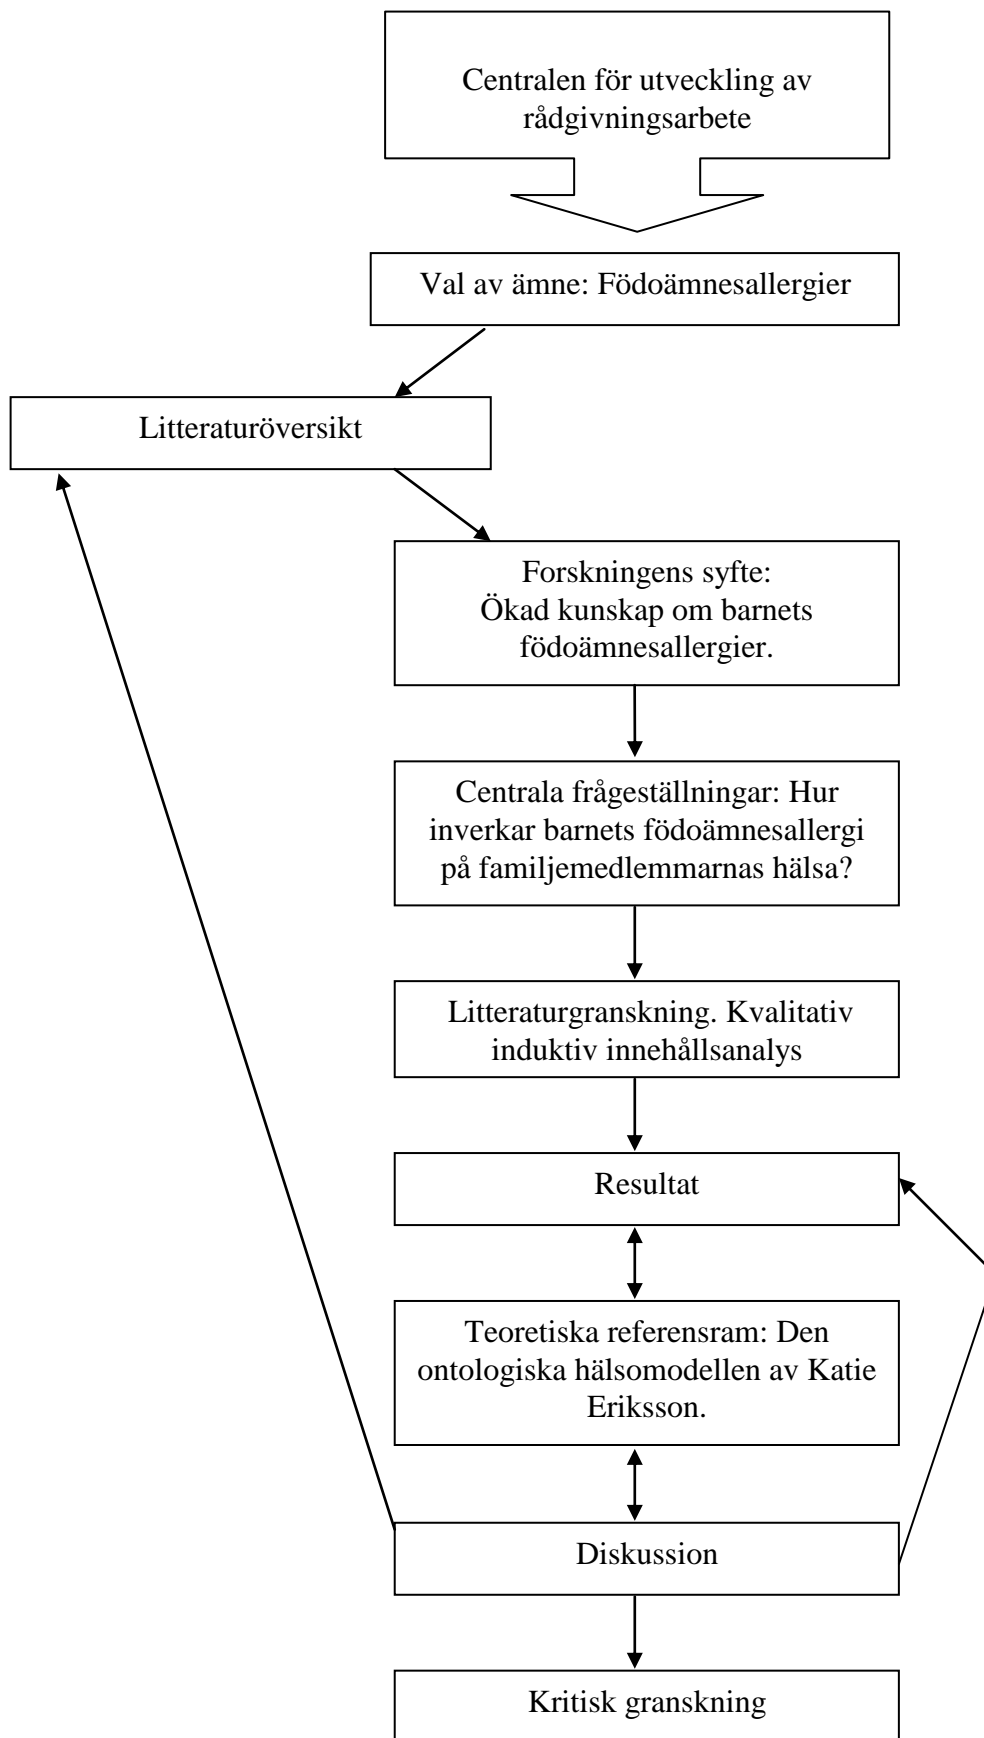 Centralen för utveckling av
rådgivningsarbete
Val av ämne: Födoämnesallergier
Litteraturöversikt
Forskningens syfte:
Ökad kunskap om barnets
födoämnesallergier.
Centrala frågeställningar: Hur
inverkar barnets födoämnesallergi
på familjemedlemmarnas hälsa?
Litteraturgranskning. Kvalitativ
induktiv innehållsanalys
Resultat
Teoretiska referensram: Den
ontologiska hälsomodellen av Katie
Eriksson.
Diskussion
Kritisk granskning